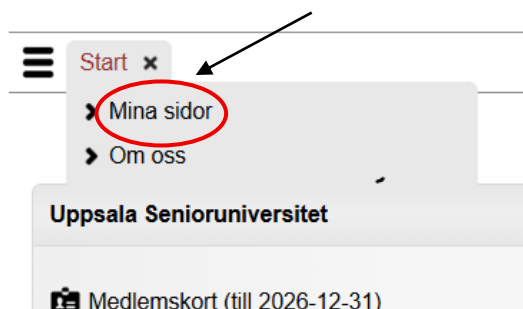 Start
Mina sidor
Om oss
Uppsala Senioruniversitet
Medlemskort (till 2026-12-31)